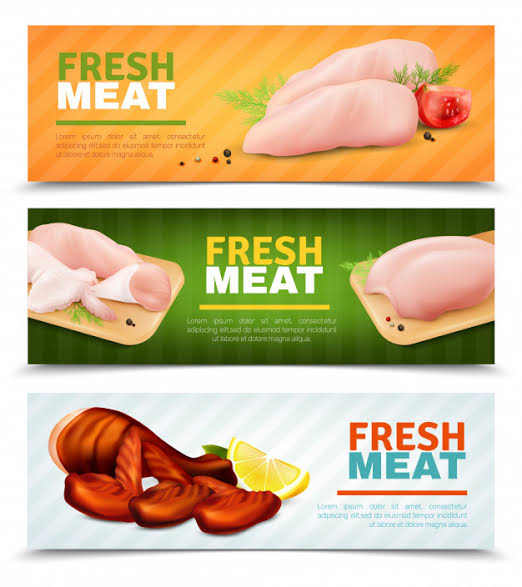 FRESH
MEAT
Lorem ipsum dolor sit amet, consectetur
adipiscing elit, sed do eiusmod tempor
incididunt ut labore et
dolore magna aliqua.
FRESH
MEAT
Lorem ipsum dolor sit amet, consectetur
adipiscing elit, sed do eiusmod tempor
incididunt ut labore et
dolore magna aliqua.
FRESH
MEAT
Lorem ipsum dolor sit amet, consectetur
adipiscing elit, sed do eiusmod tempor
incididunt ut labore et
dolore magna aliqua.